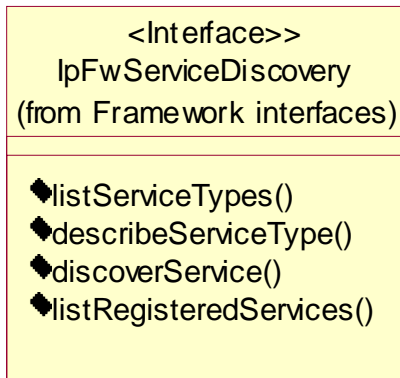 <Interface>>
IpFwServiceDiscovery
(from Framework interfaces)
listServiceTypes()
describeServiceType()
discoverService()
listRegisteredServices()